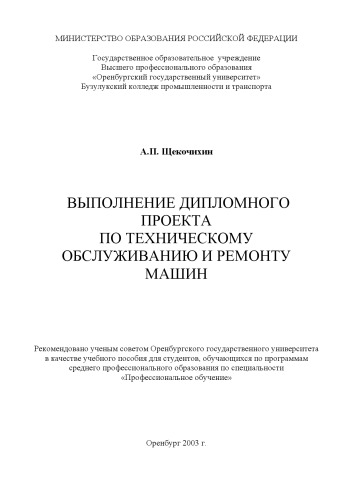 МИНИСТЕРСТВО ОБРАЗОВАНИЯ РОССИЙСКОЙ ФЕДЕРАЦИИ
Государственное образовательное учреждение
Высшего профессионального образования
«Оренбургский государственный университет»
Бузулукский колледж промышленности и транспорта
А.П. Щекочихин
ВЫПОЛНЕНИЕ ДИПЛОМНОГО
ПРОЕКТА
ПО ТЕХНИЧЕСКОМУ
ОБСЛУЖИВАНИЮ И РЕМОНТУ
МАШИН
Рекомендовано ученым советом Оренбургского государственного университета
в качестве учебного пособия для студентов, обучающихся по программам
среднего профессионального образования по специальности
«Профессиональное обучение»
Оренбург 2003 г.